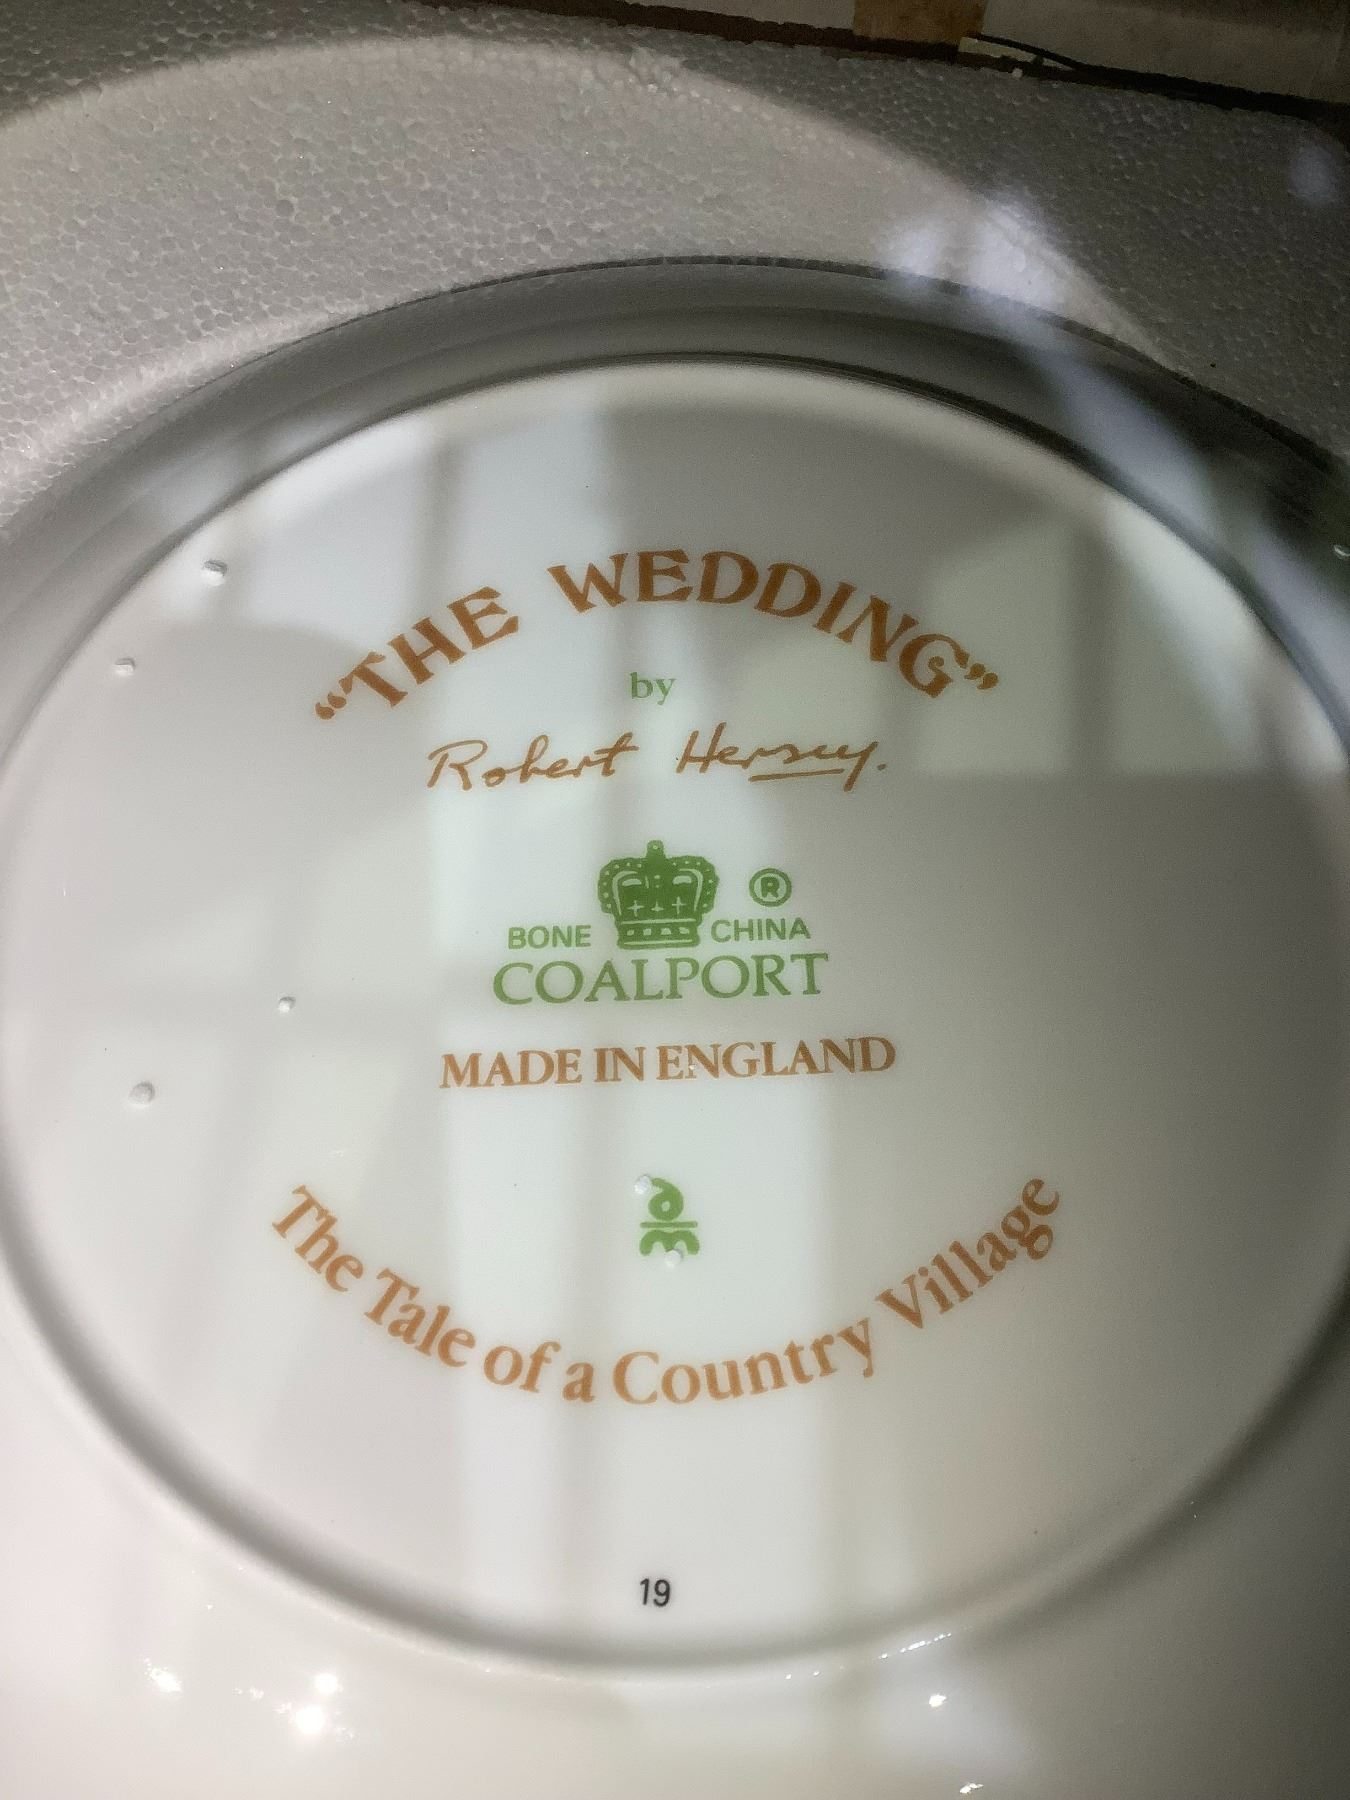 “THE WEDDING”
by
Robert Hersey.
®
BONE CHINA
COALPORT
MADE IN ENGLAND
The Tale of a Country Village
19